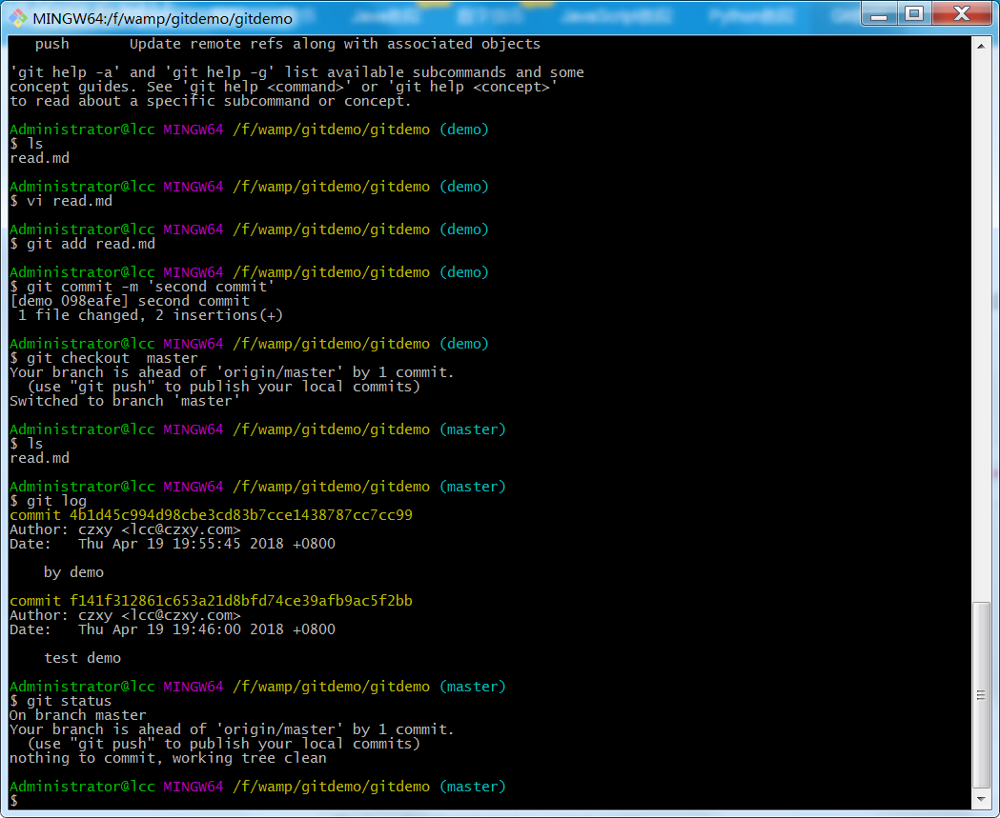 MINGW64:/f/wamp/gitdemo/gitdemo
   push       Update remote refs along with associated objects
'git help -a' and 'git help -g' list available subcommands and some
concept guides. See 'git help <command>' or 'git help <concept>'
to read about a specific subcommand or concept.
Administrator@lcc MINGW64 /f/wamp/gitdemo/gitdemo (demo)
$ ls
read.md
Administrator@lcc MINGW64 /f/wamp/gitdemo/gitdemo (demo)
$ vi read.md
Administrator@lcc MINGW64 /f/wamp/gitdemo/gitdemo (demo)
$ git add read.md
Administrator@lcc MINGW64 /f/wamp/gitdemo/gitdemo (demo)
$ git commit -m 'second commit'
[demo 098eafe] second commit
 1 file changed, 2 insertions(+)
Administrator@lcc MINGW64 /f/wamp/gitdemo/gitdemo (demo)
$ git checkout  master
Your branch is ahead of 'origin/master' by 1 commit.
  (use "git push" to publish your local commits)
Switched to branch 'master'
Administrator@lcc MINGW64 /f/wamp/gitdemo/gitdemo (master)
$ ls
read.md
Administrator@lcc MINGW64 /f/wamp/gitdemo/gitdemo (master)
$ git log
commit 4b1d45c994d98cbe3cd83b7cce1438787cc7cc99
Author: czxy <lcc@czxy.com>
Date:   Thu Apr 19 19:55:45 2018 +0800
    by demo
commit f141f312861c653a21d8bfd74ce39afb9ac5f2bb
Author: czxy <lcc@czxy.com>
Date:   Thu Apr 19 19:46:00 2018 +0800
    test demo
Administrator@lcc MINGW64 /f/wamp/gitdemo/gitdemo (master)
$ git status
On branch master
Your branch is ahead of 'origin/master' by 1 commit.
  (use "git push" to publish your local commits)
nothing to commit, working tree clean
Administrator@lcc MINGW64 /f/wamp/gitdemo/gitdemo (master)
$